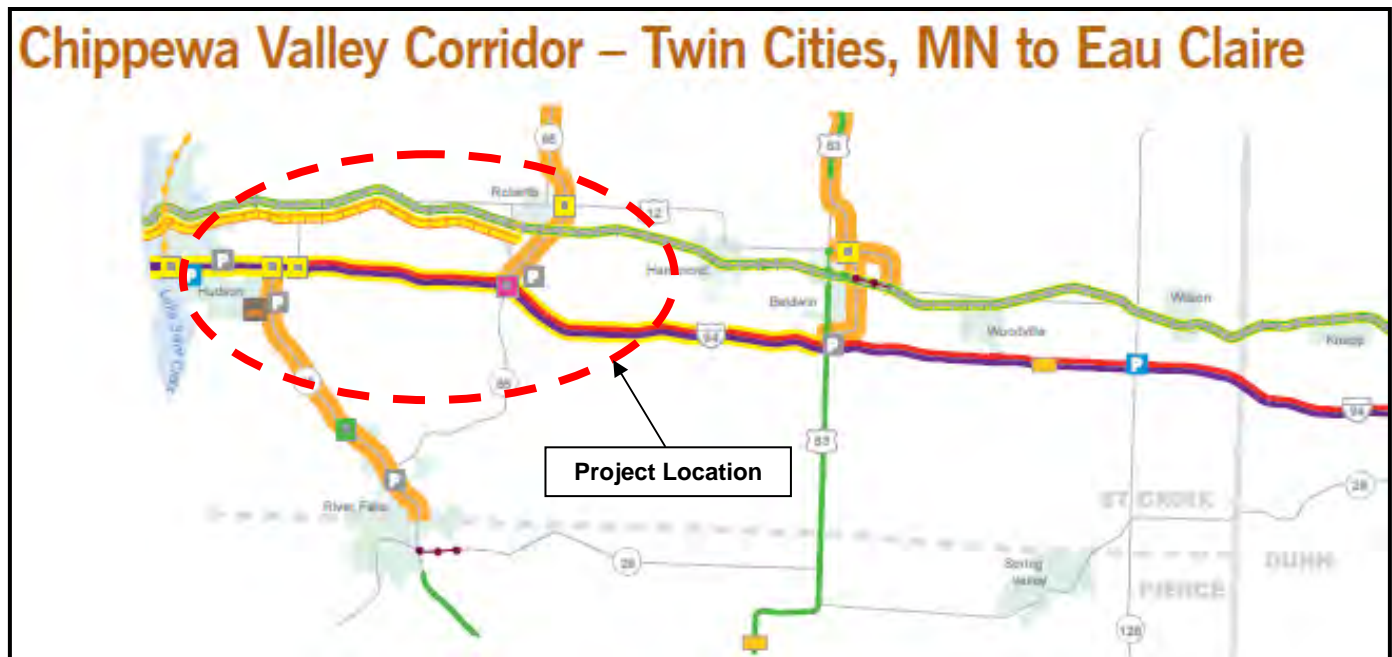 Chippewa Valley Corridor – Twin Cities, MN to Eau Claire
65
63
Roberts
12
Hammond
P
P
Hudson
P
P
Baldwin
Wilson
Woodville
Knapp
94
P
P
94
65
Project Location
63
P
River Falls
ST CROIX
29
DUNN
29
Spring Valley
PIERCE
128